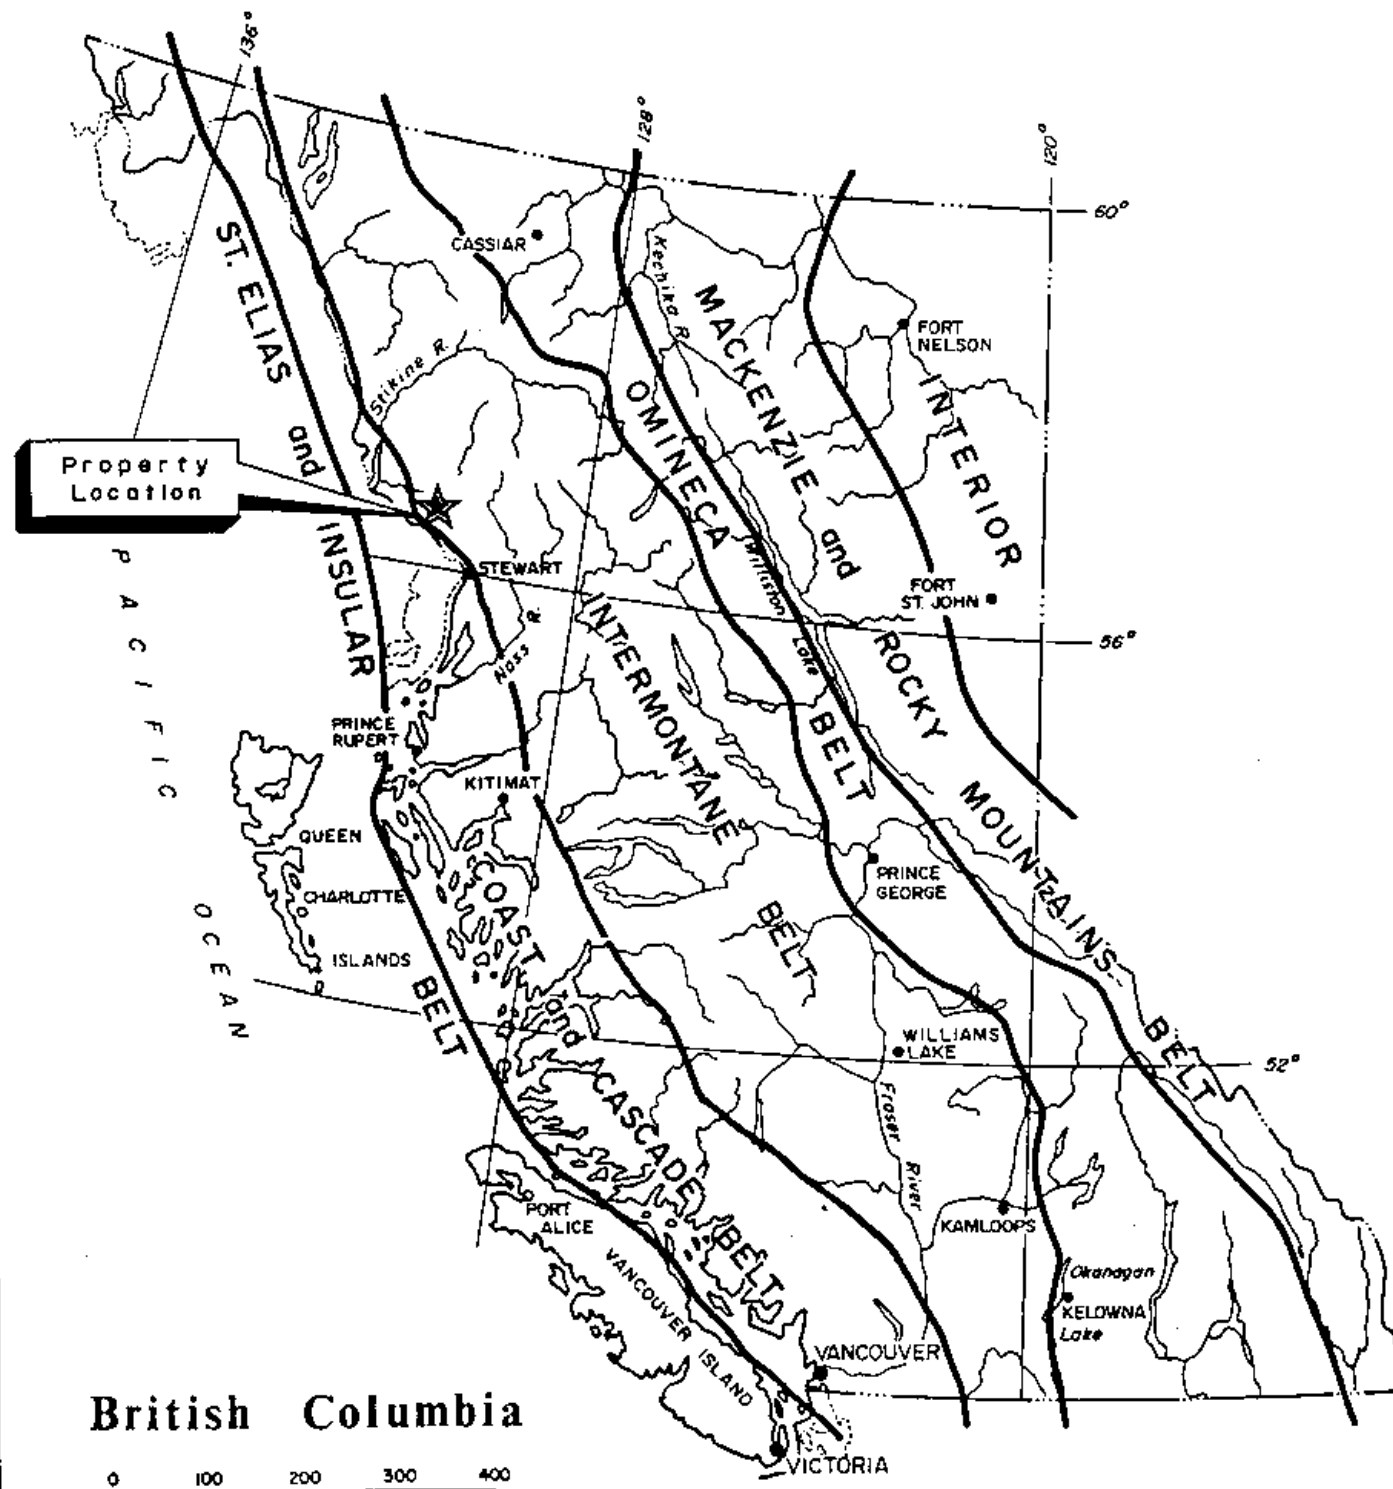 136°
128°
120°
60°
CASSIAR
Kechika R.
FORT
NELSON
Stikine R.
ST. ELIAS and INSULAR BELT
OMINECA BELT
MACKENZIE and ROCKY MOUNTAINS BELT
INTERIOR
Property
Location
STEWART
Williston Lake
FORT
ST. JOHN
56°
Nass R.
INTERMONTANE BELT
PACIFIC OCEAN
PRINCE
RUPERT
KITIMAT
QUEEN
CHARLOTTE
ISLANDS
COAST and CASCADE BELT
PRINCE
GEORGE
WILLIAMS
LAKE
52°
Fraser River
PORT
ALICE
KAMLOOPS
VANCOUVER ISLAND
Okanagan
KELOWNA
Lake
VANCOUVER
VICTORIA
British Columbia
0 100 200 300 400